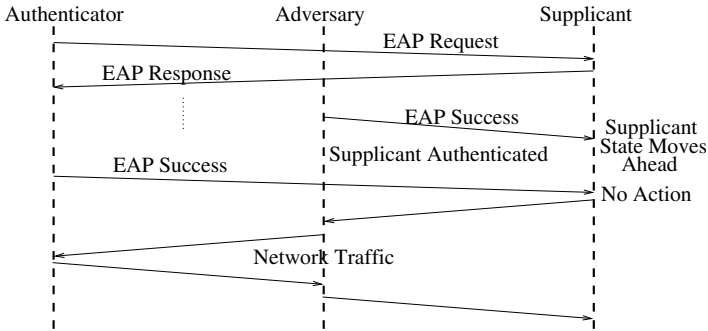 Authenticator
Adversary
Supplicant
EAP Request
EAP Response
EAP Success
Supplicant
State Moves
Ahead
Supplicant Authenticated
EAP Success
No Action
Network Traffic